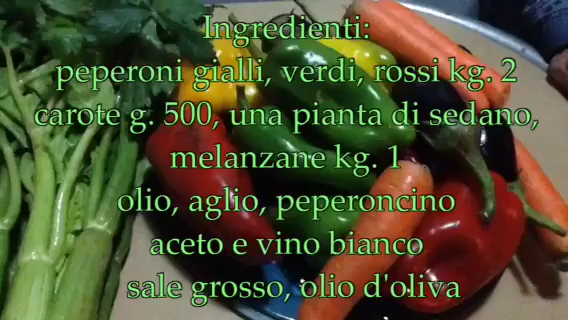 Ingredienti:
peperoni gialli, verdi, rossi kg. 2
carote g. 500, una pianta di sedano,
melanzane kg. 1
olio, aglio, peperoncino
aceto e vino bianco
sale grosso, olio d'oliva